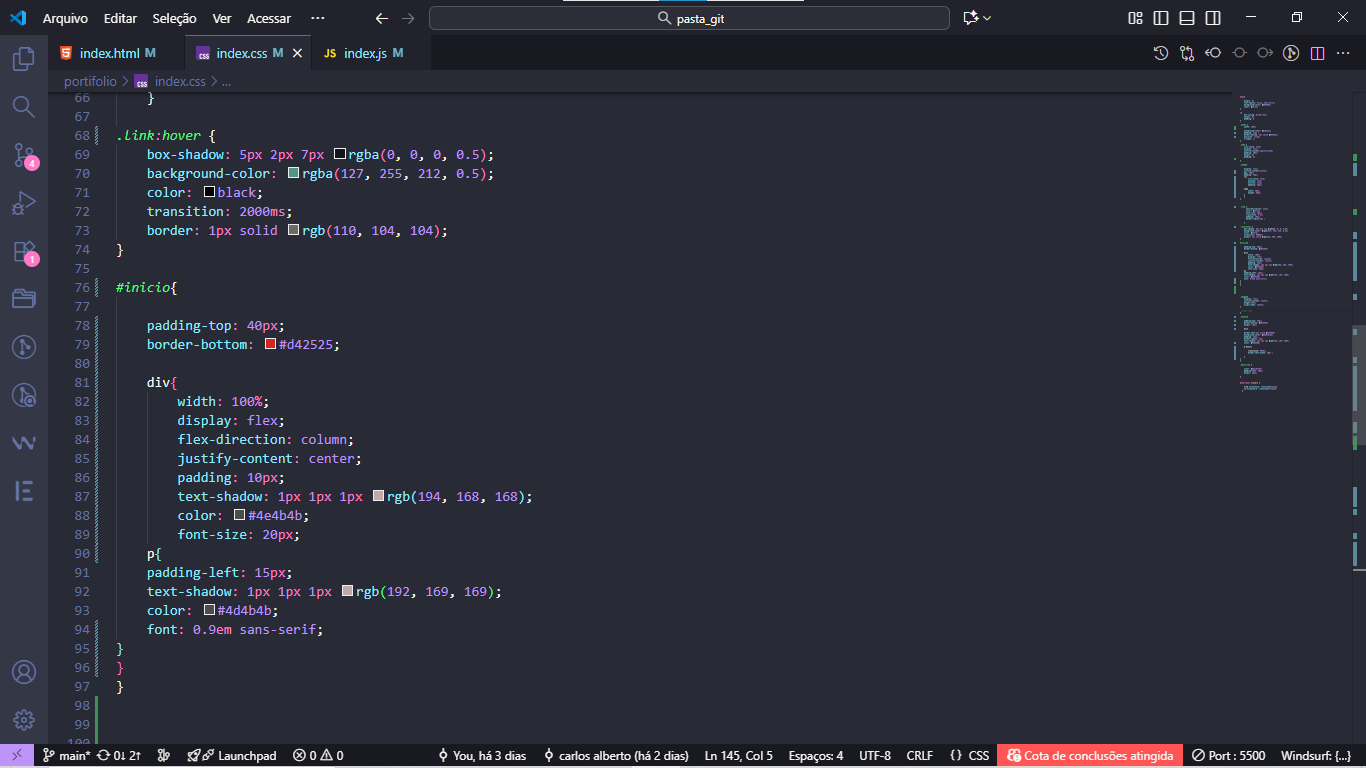 Arquivo Editar Seleção Ver Acessar ··· pasta_git
index.html M index.css M JS index.js M
portifolio > index.css > ...
66 }
67
68 .link:hover {
69 box-shadow: 5px 2px 7px rgba(0, 0, 0, 0.5);
70 background-color: rgba(127, 255, 212, 0.5);
71 color: black;
72 transition: 2000ms;
73 border: 1px solid rgb(110, 104, 104);
74 }
75
76 #inicio{
77
78 padding-top: 40px;
79 border-bottom: #d42525;
80
81 div{
82 width: 100%;
83 display: flex;
84 flex-direction: column;
85 justify-content: center;
86 padding: 10px;
87 text-shadow: 1px 1px 1px rgb(194, 168, 168);
88 color: #4e4b4b;
89 font-size: 20px;
90 p{
91 padding-left: 15px;
92 text-shadow: 1px 1px 1px rgb(192, 169, 169);
93 color: #4d4b4b;
94 font: 0.9em sans-serif;
95 }
96 }
97 }
98
99
100
4
1
main* 0↓ 2↑ Launchpad 0 0 You, há 3 dias carlos alberto (há 2 dias) Ln 145, Col 5 Espaços: 4 UTF-8 CRLF {} CSS Cota de conclusões atingida Port : 5500 Windsurf: {...}